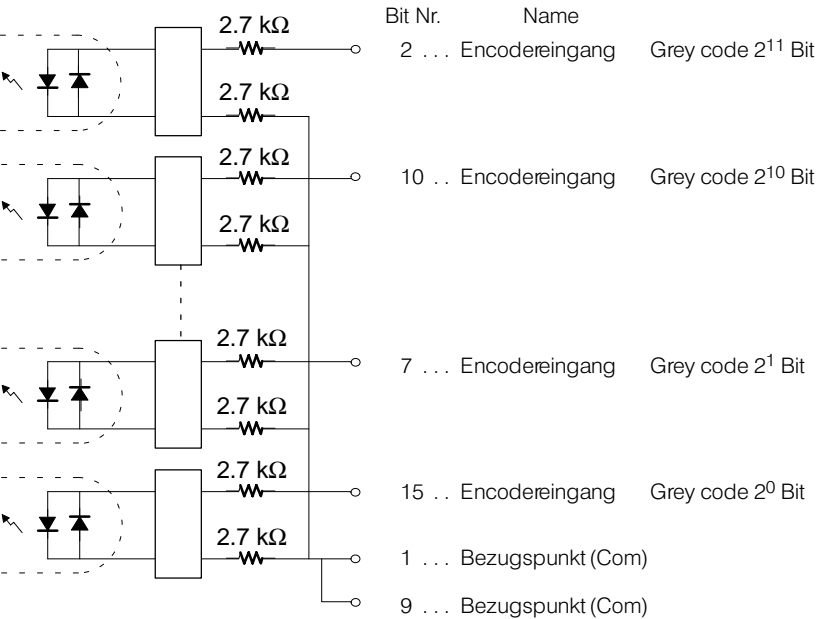 Bit Nr. Name
2.7 kΩ
2 . . . Encodereingang Grey code 2¹¹ Bit
2.7 kΩ
2.7 kΩ
10 . . Encodereingang Grey code 2¹⁰ Bit
2.7 kΩ
2.7 kΩ
7 . . . Encodereingang Grey code 2¹ Bit
2.7 kΩ
2.7 kΩ
15 . . Encodereingang Grey code 2⁰ Bit
2.7 kΩ
1 . . . Bezugspunkt (Com)
9 . . . Bezugspunkt (Com)